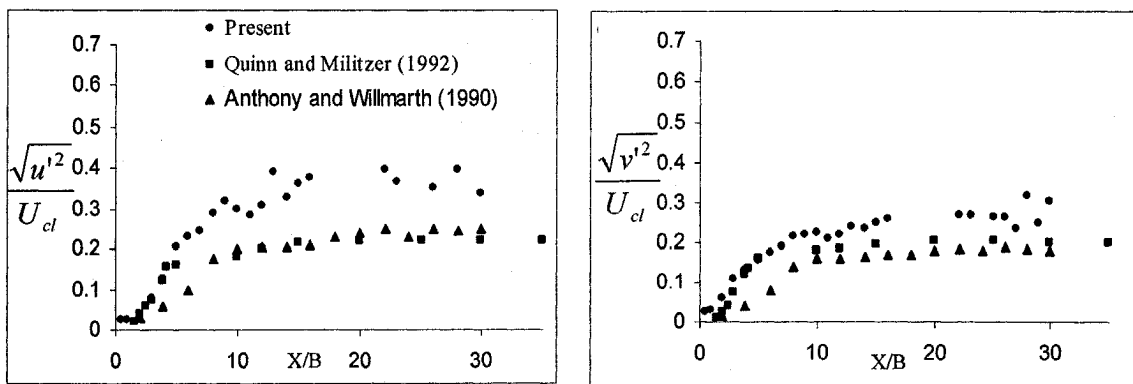 ● Present
■ Quinn and Militzer (1992)
▲ Anthony and Willmarth (1990)
0.7
0.6
0.5
0.4
0.3
0.2
0.1
0
√u'²
U_cl
0 10 20 30
X/B
0.7
0.6
0.5
0.4
0.3
0.2
0.1
0
√v'²
U_cl
0 10 20 30
X/B